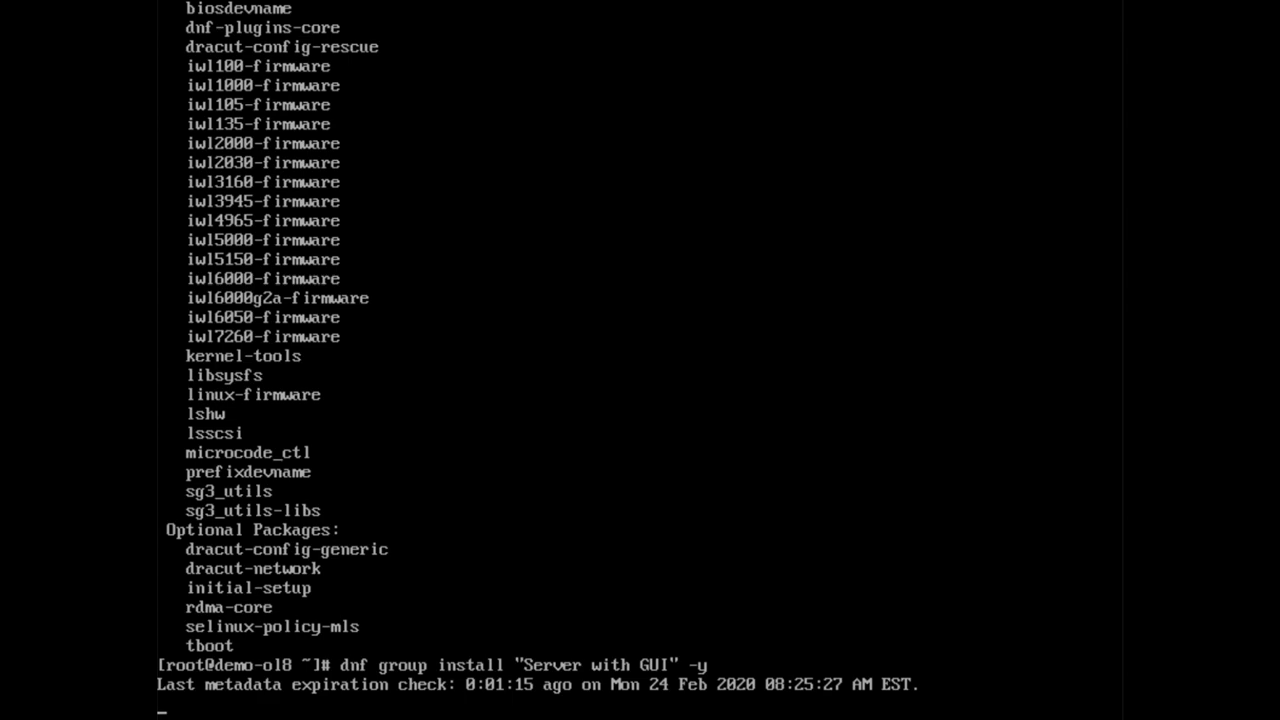 biosdevname
dnf-plugins-core
dracut-config-rescue
iwl100-firmware
iwl1000-firmware
iwl105-firmware
iwl135-firmware
iwl2000-firmware
iwl2030-firmware
iwl3160-firmware
iwl3945-firmware
iwl4965-firmware
iwl5000-firmware
iwl5150-firmware
iwl6000-firmware
iwl6000g2a-firmware
iwl6050-firmware
iwl7260-firmware
kernel-tools
libsysfs
linux-firmware
lshw
lsscsi
microcode_ctl
prefixdevname
sg3_utils
sg3_utils-libs
Optional Packages:
dracut-config-generic
dracut-network
initial-setup
rdma-core
selinux-policy-mls
tboot
[root@demo-ol8 ~]# dnf group install "Server with GUI" -y
Last metadata expiration check: 0:01:15 ago on Mon 24 Feb 2020 08:25:27 AM EST.